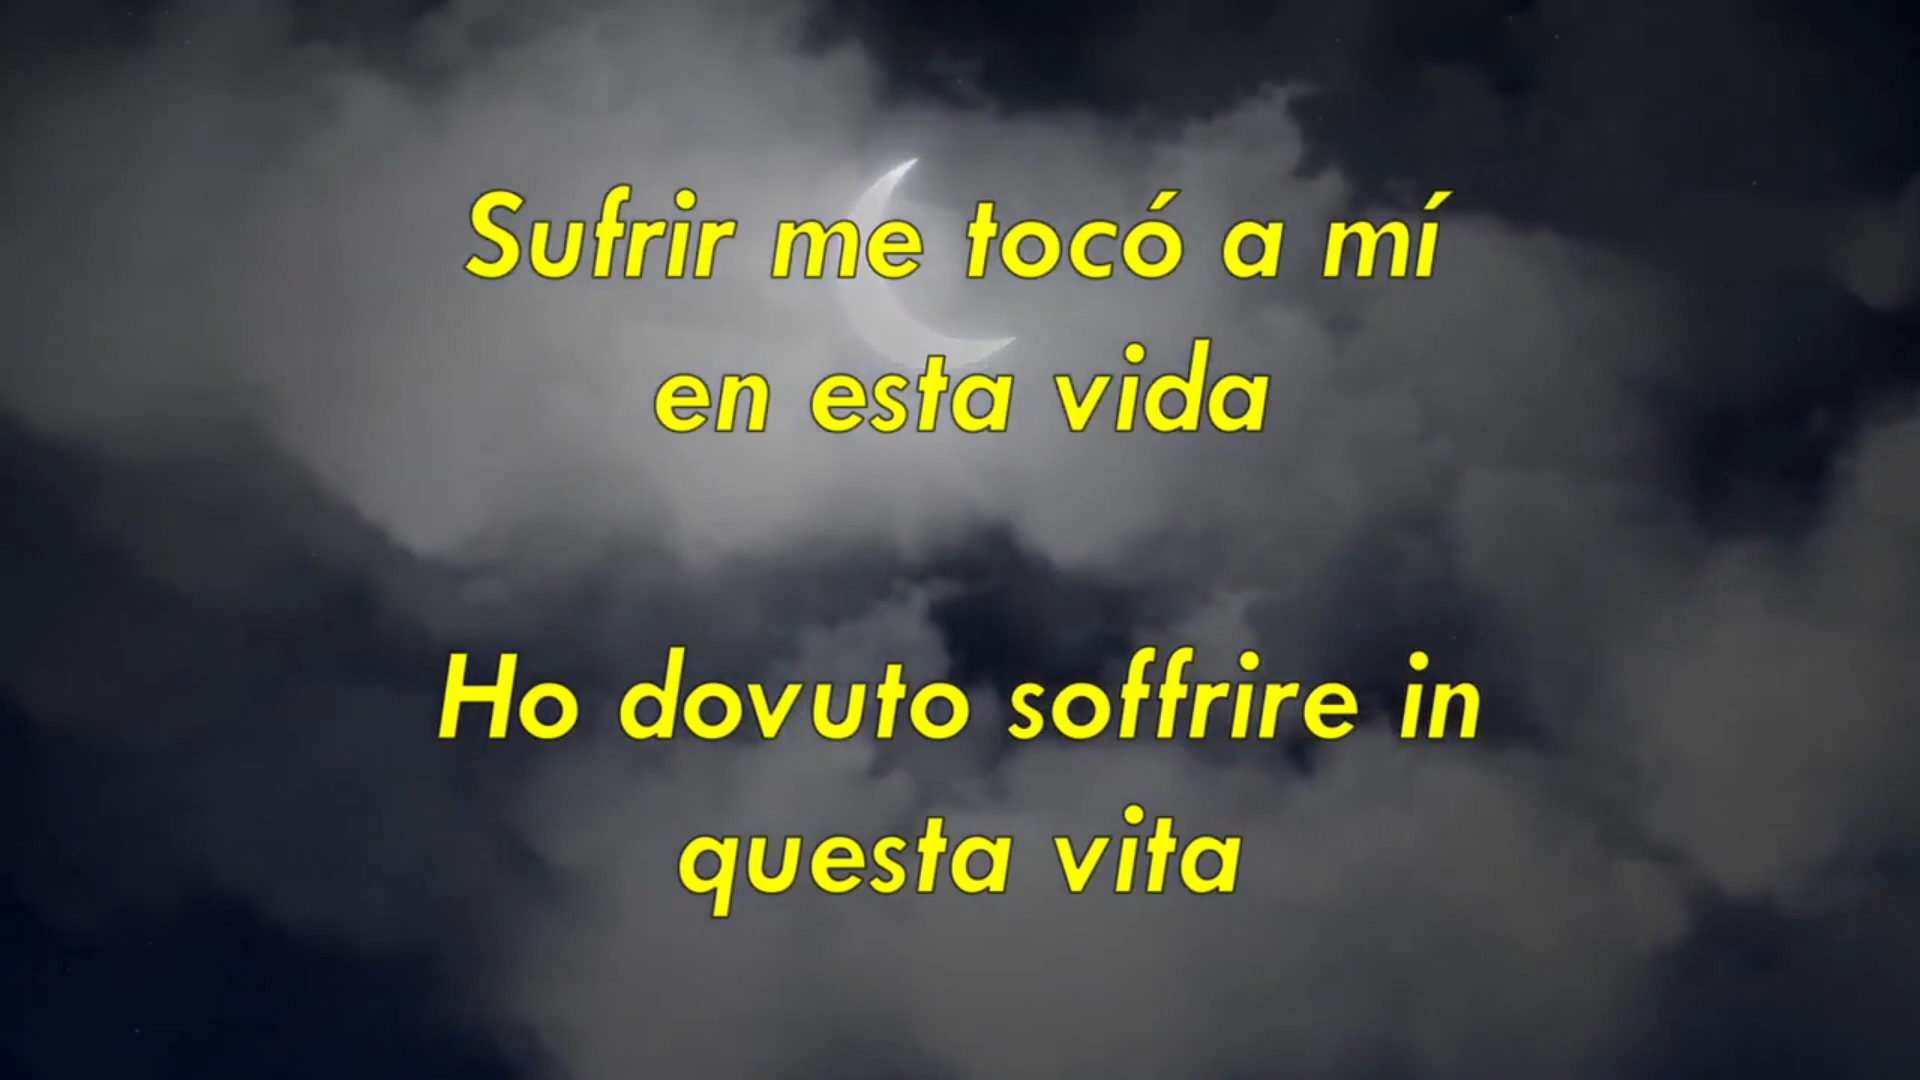 Sufrir me tocó a mí
en esta vida
Ho dovuto soffrire in
questa vita